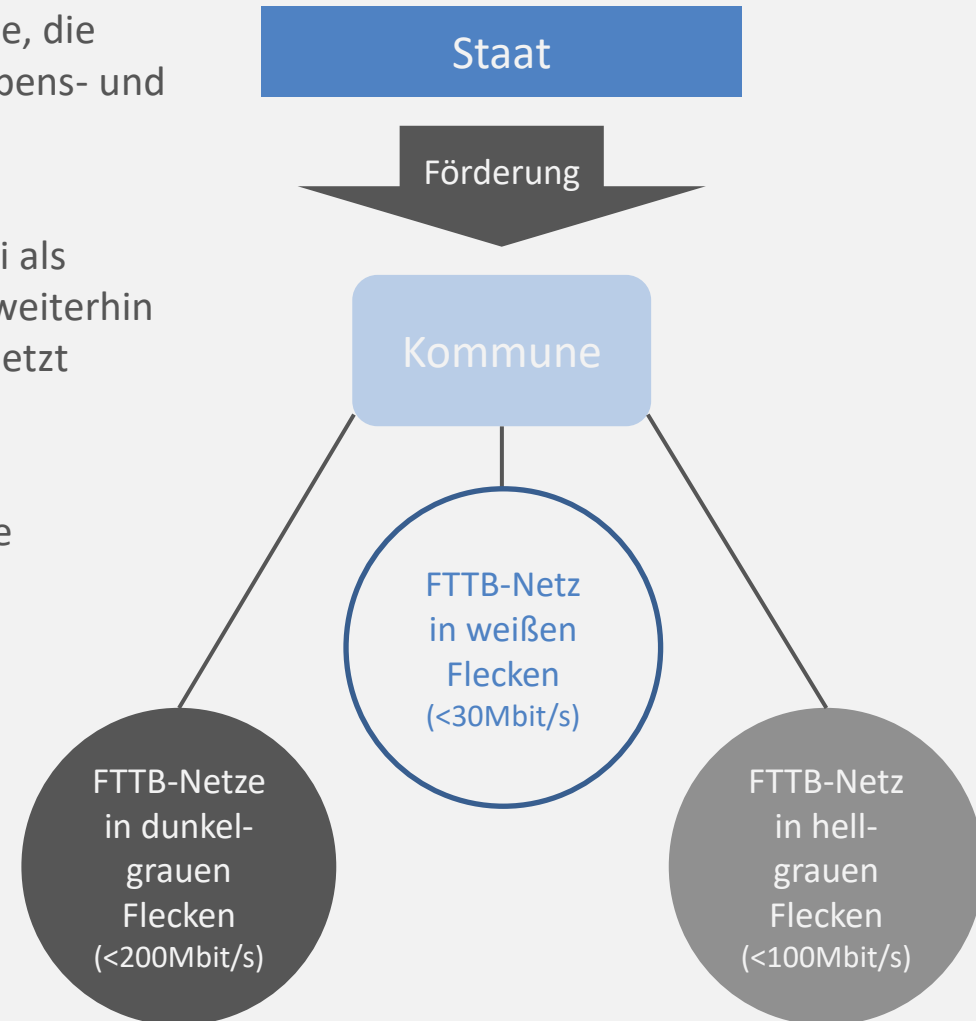 e, die
bens- und
i als
weiterhin
etzt
e
Staat
Förderung
Kommune
FTTB-Netz
in weißen
Flecken
(<30Mbit/s)
FTTB-Netze
in dunkel-
grauen
Flecken
(<200Mbit/s)
FTTB-Netz
in hell-
grauen
Flecken
(<100Mbit/s)